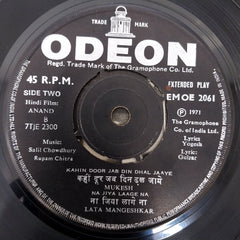 TRADE MARK
ODEON
Regd. Trade Mark of The Gramophone Co. Ltd.
45 R.P.M.
EXTENDED PLAY
SIDE TWO
EMOE 2061
Hindi Film:
ANAND
B
7TJE 2300
℗ 1971
The Gramophone
Co. of India Ltd.
Music:
Salil Chowdhury
Rupam Chitra
Lyric:
Yogesh
Gulzar
KAHIN DOOR JAB DIN DHAL JAAYE
कहीं दूर जब दिन ढल जाये
MUKESH
NA JIYA LAAGE NA
ना जिया लागे ना
LATA MANGESHKAR